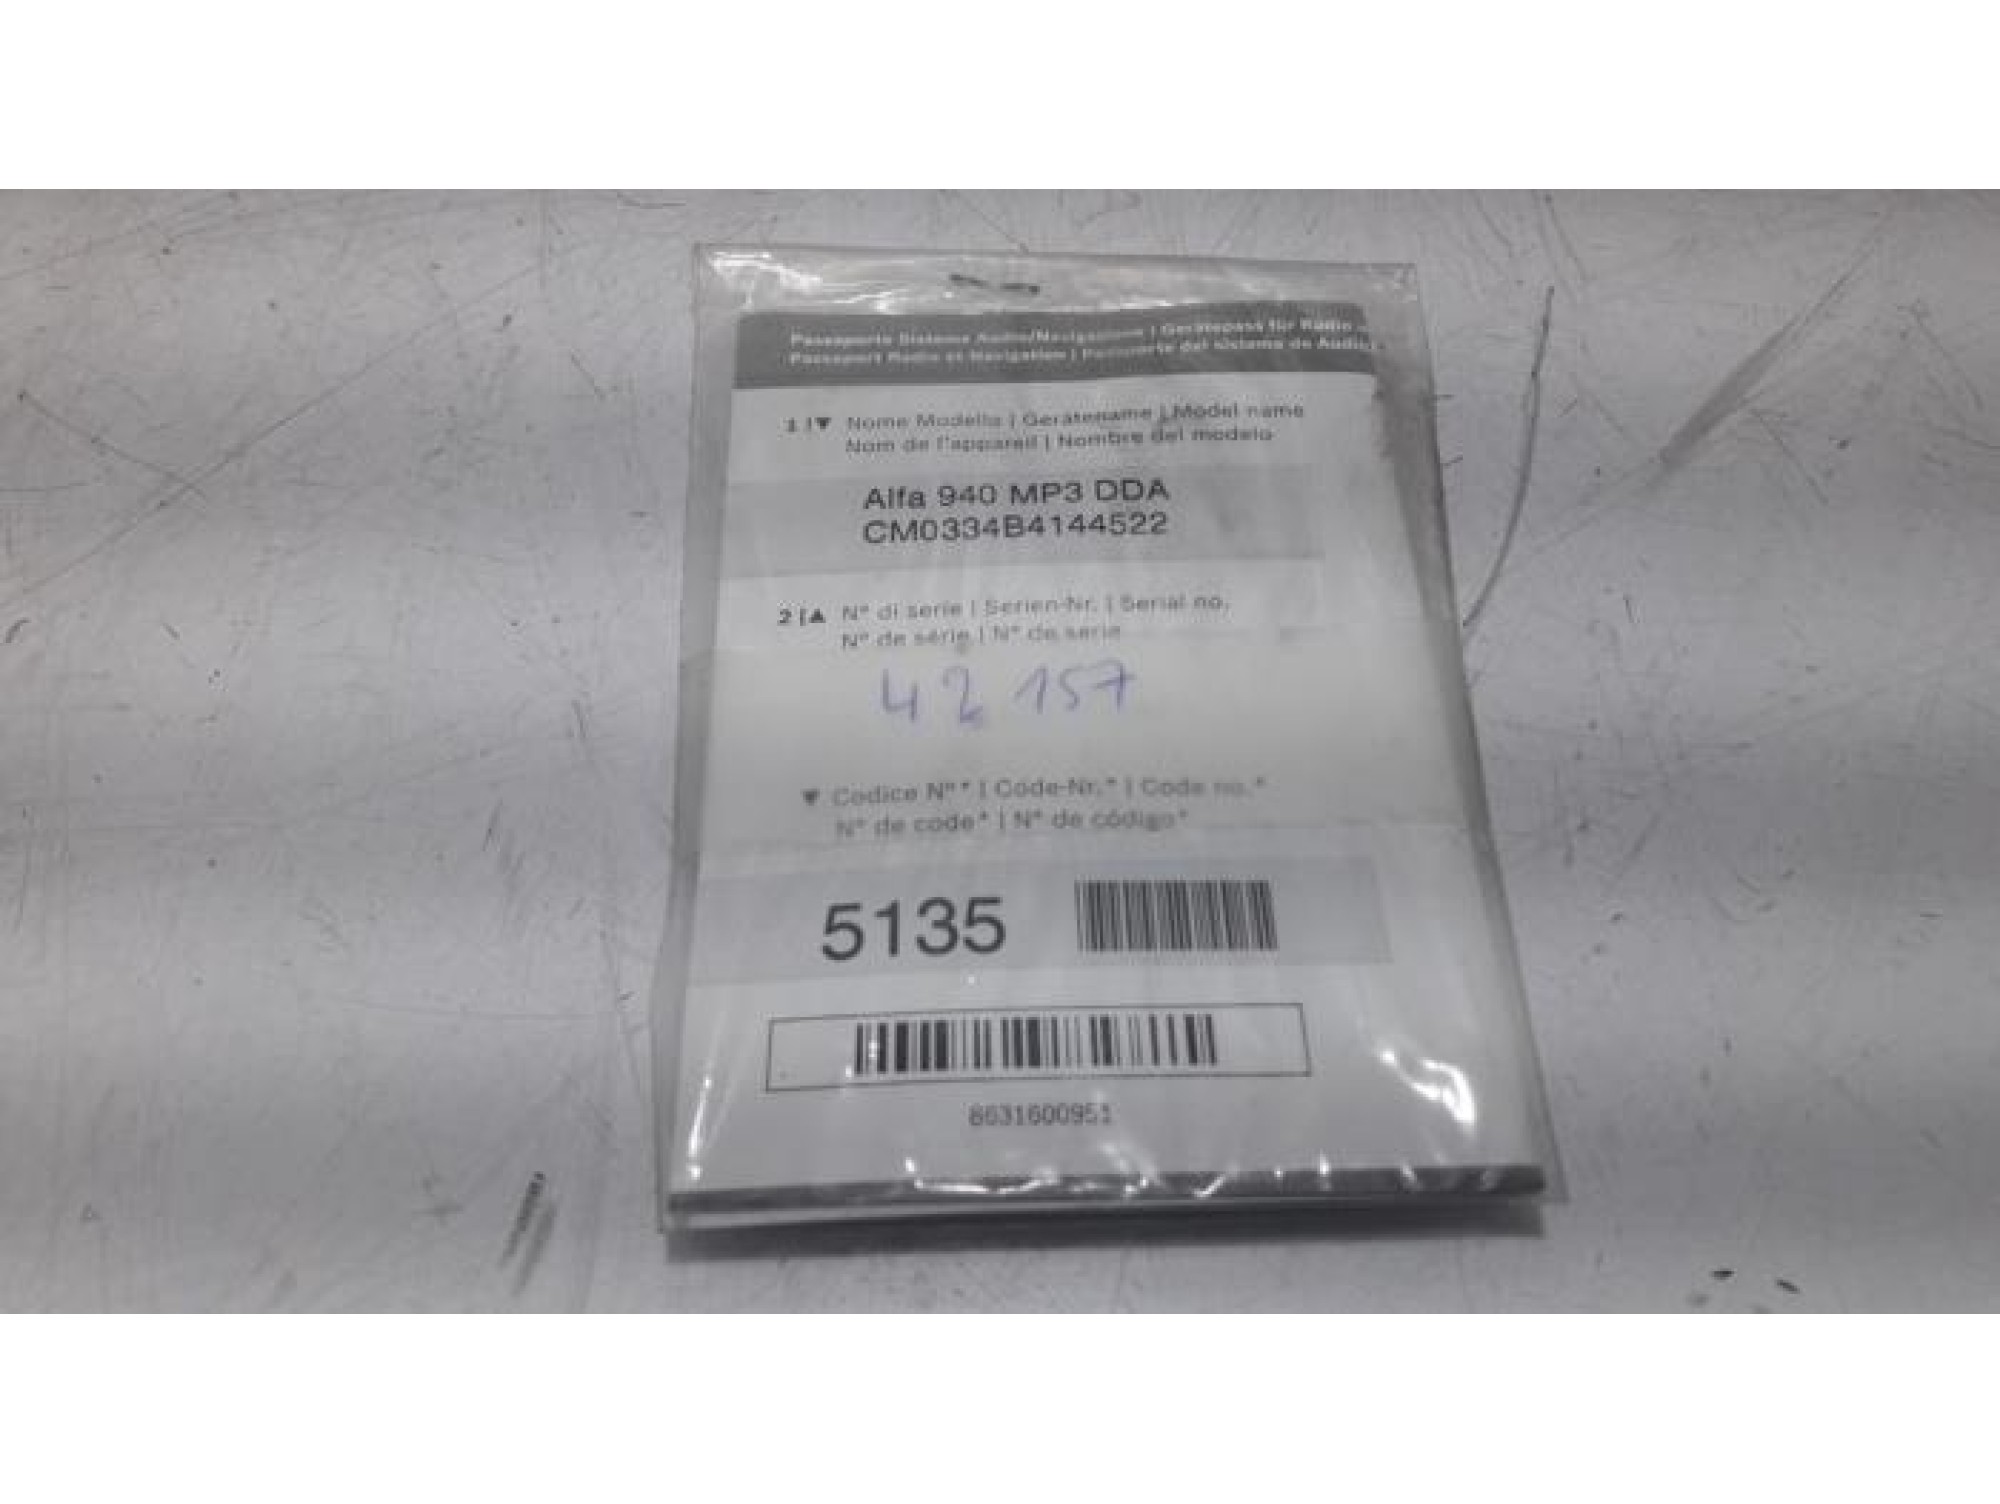 Passaporto Sistema Audio/Navigazione | Gerätepass für Radio
Passeport Radio et Navigation | Pasaporte del sistema de Audio
1 | ▼ Nome Modello | Gerätename | Model name
Nom de l'appareil | Nombre del modelo
Alfa 940 MP3 DDA
CM0334B4144522
2 | ▲ N° di serie | Serien-Nr. | Serial no.
N° de série | N° de serie
42 157
▼ Codice N°* | Code-Nr.* | Code no.*
N° de code* | N° de código*
5135
8631600951